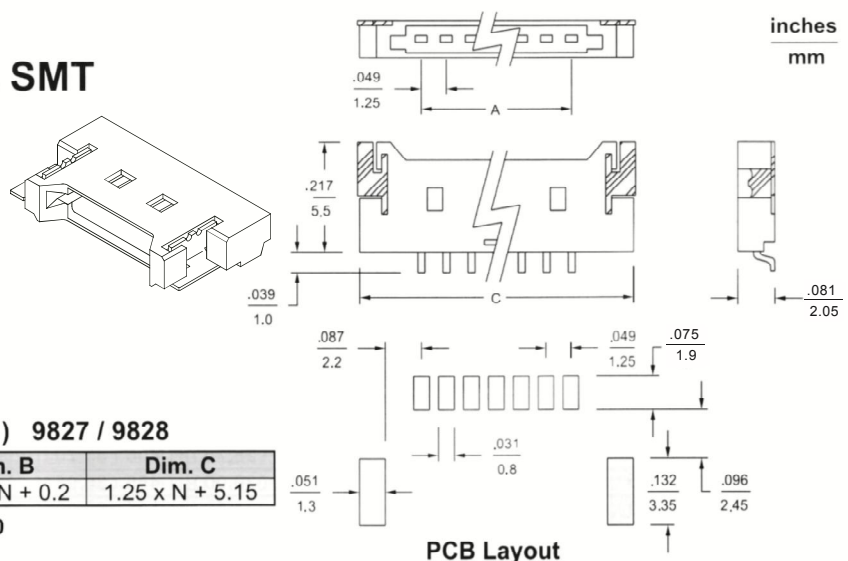 inches
mm
SMT
.049
1.25
A
.217
5.5
.039
1.0
C
.081
2.05
.087
2.2
.049
1.25
.075
1.9
) 9827 / 9828
n. B Dim. C
N + 0.2 1.25 x N + 5.15
.031
0.8
.051
1.3
.132
3.35
.096
2.45
PCB Layout